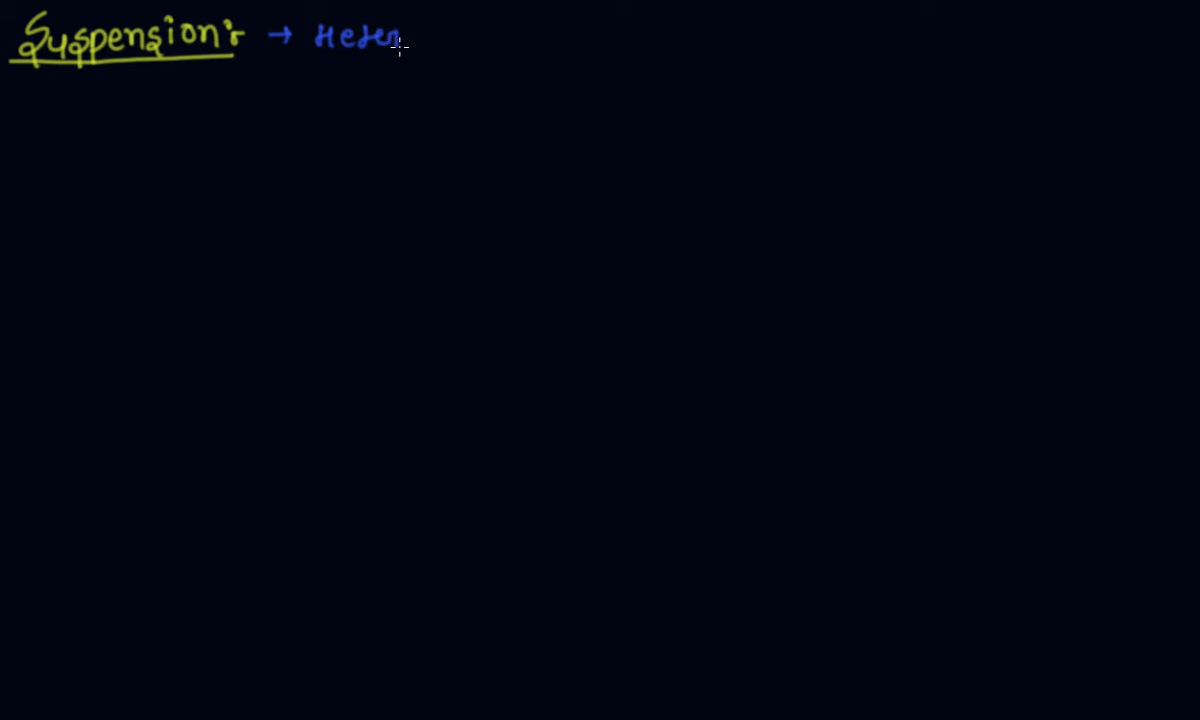 Suspension :- → Heter